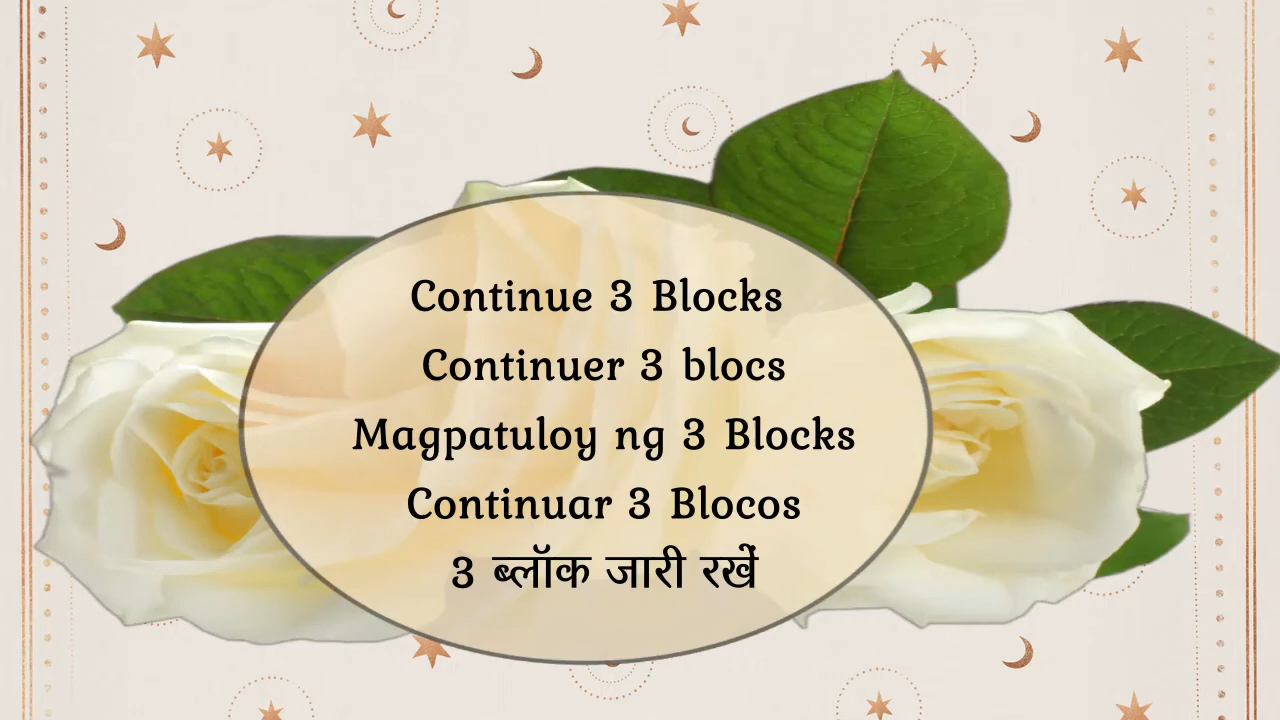 Continue 3 Blocks
Continuer 3 blocs
Magpatuloy ng 3 Blocks
Continuar 3 Blocos
3 ब्लॉक जारी रखें